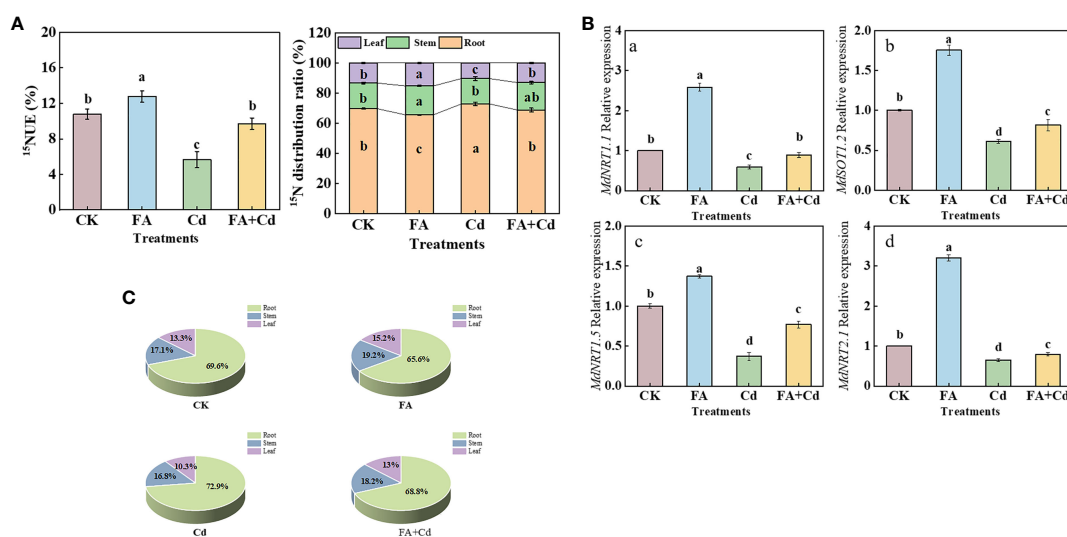 A
20
16
12
8
4
0
¹⁵NUE (%)
b
a
c
b
CK FA Cd FA+Cd
Treatments
120
100
80
60
40
20
0
¹⁵N distribution ratio (%)
Leaf Stem Root
b a c b
b a b ab
b c a b
CK FA Cd FA+Cd
Treatments
B
a
4
3
2
1
0
MdNRT1.1 Relative expression
b
a
c
b
CK FA Cd FA+Cd
Treatments
b
2.0
1.5
1.0
0.5
0.0
MdSOT1.2 Realtive expression
b
a
d
c
CK FA Cd FA+Cd
Treatments
c
2.0
1.6
1.2
0.8
0.5
0.0
MdNRT1.5 Relative expression
b
a
d
c
CK FA Cd FA+Cd
Treatments
d
4
3
2
1
0
MdNRT2.1 Relative expression
b
a
d
c
CK FA Cd FA+Cd
Treatments
C
Root
Stem
Leaf
13.3%
17.1%
69.6%
CK
Root
Stem
Leaf
15.2%
19.2%
65.6%
FA
Root
Stem
Leaf
10.3%
16.8%
72.9%
Cd
Root
Stem
Leaf
13%
18.2%
68.8%
FA+Cd